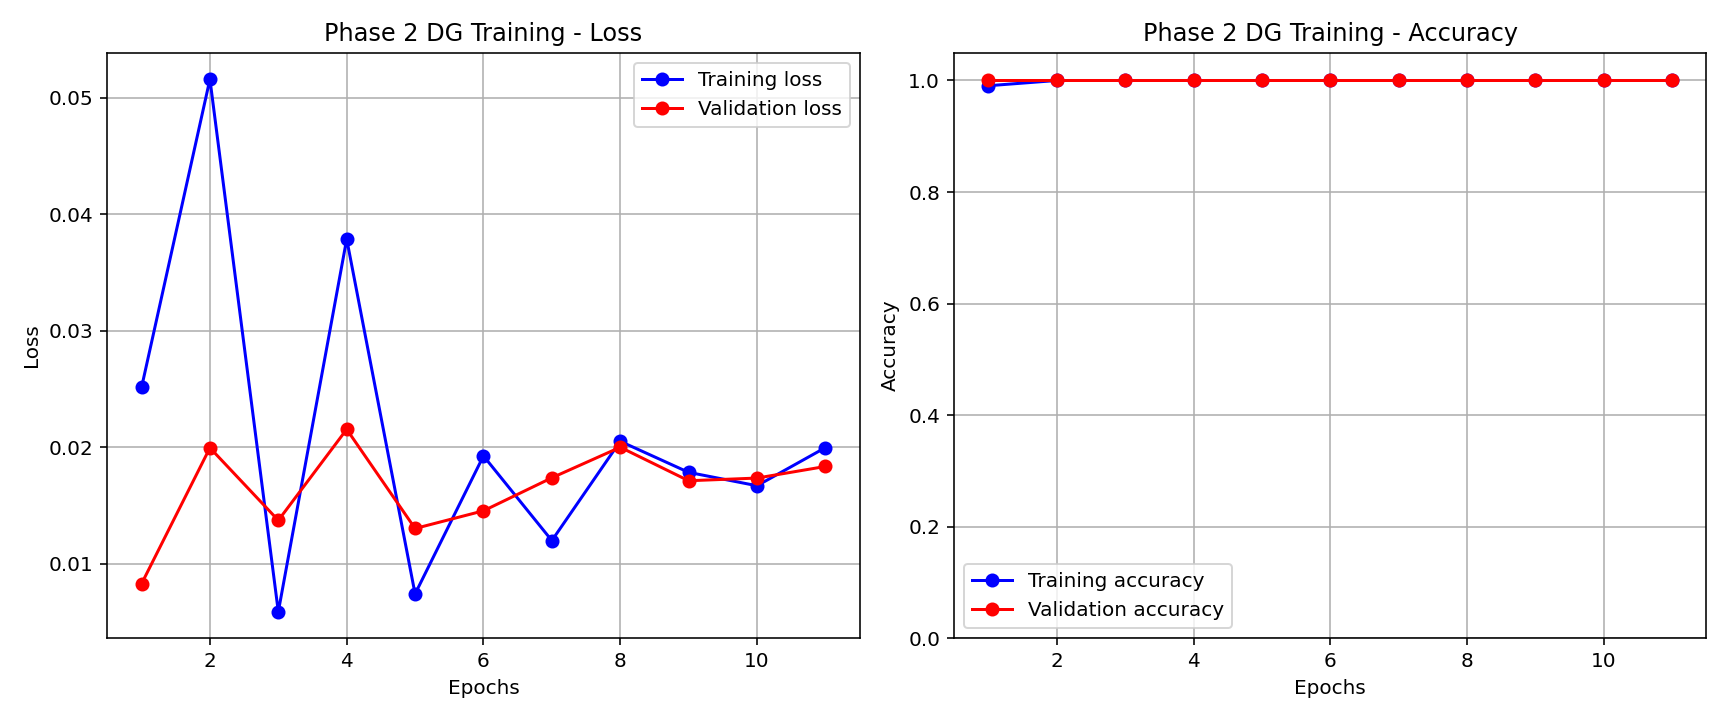 Phase 2 DG Training - Loss
0.05
0.04
0.03
0.02
0.01
Loss
Training loss
Validation loss
2 4 6 8 10
Epochs
Phase 2 DG Training - Accuracy
1.0
0.8
0.6
0.4
0.2
0.0
Accuracy
Training accuracy
Validation accuracy
2 4 6 8 10
Epochs